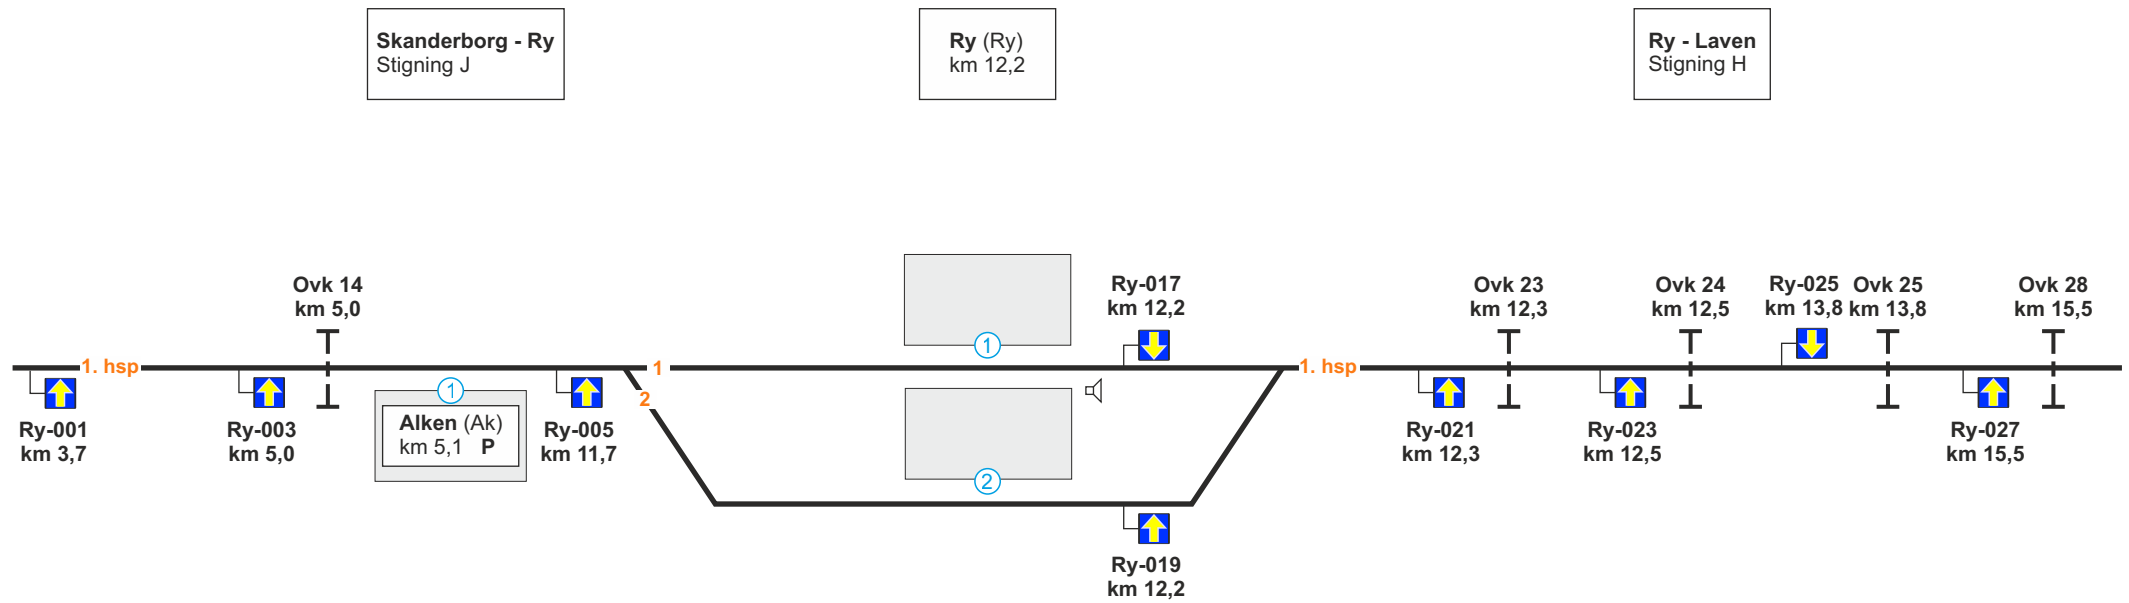 Skanderborg - Ry
Stigning J
Ry (Ry)
km 12,2
Ry - Laven
Stigning H
Ovk 14
km 5,0
Ry-017
km 12,2
Ovk 23
km 12,3
Ovk 24
km 12,5
Ry-025
km 13,8
Ovk 25
km 13,8
Ovk 28
km 15,5
1
1. hsp
1
1. hsp
1
2
Alken (Ak)
km 5,1 P
Ry-001
km 3,7
Ry-003
km 5,0
Ry-005
km 11,7
Ry-021
km 12,3
Ry-023
km 12,5
Ry-027
km 15,5
2
Ry-019
km 12,2